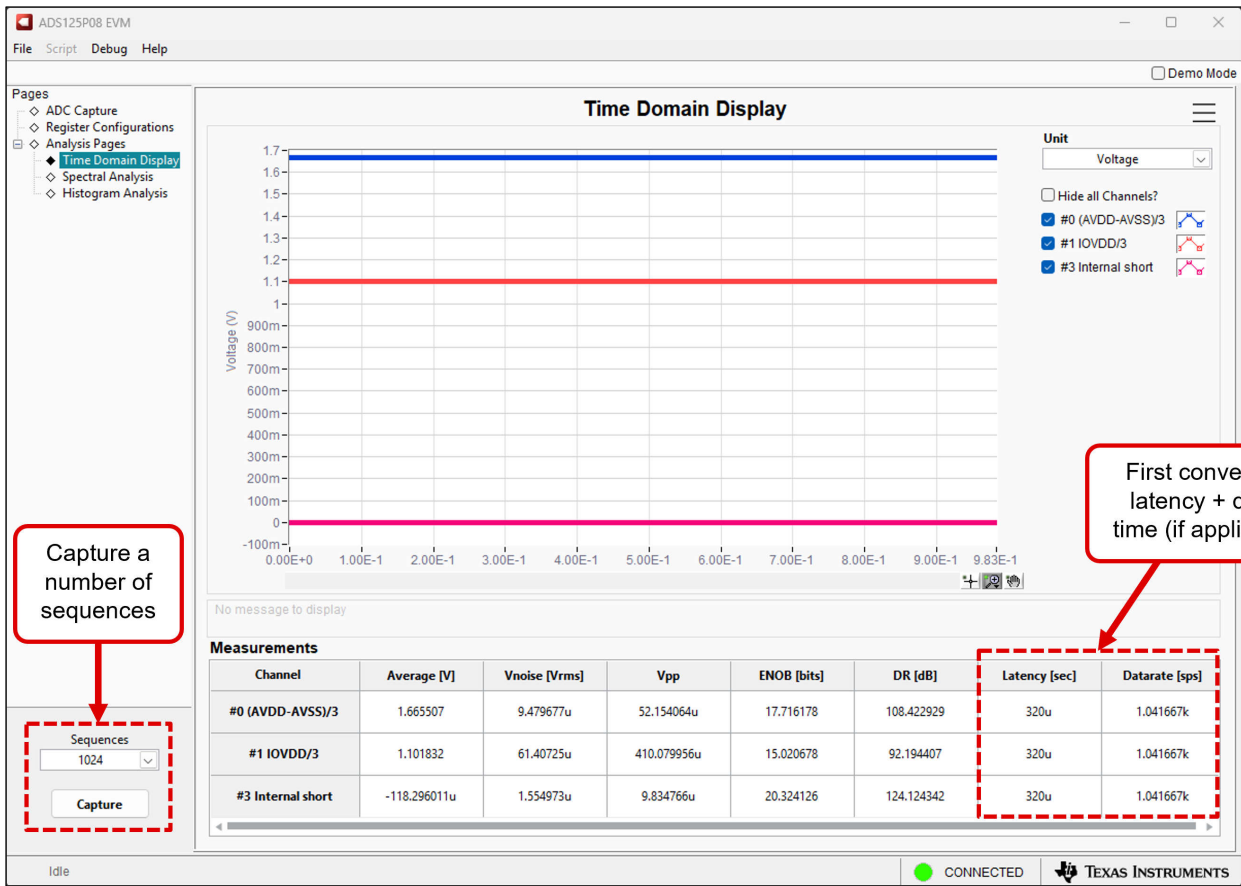 ADS125P08 EVM
File Script Debug Help
Demo Mode
Pages
ADC Capture
Register Configurations
Analysis Pages
Time Domain Display
Spectral Analysis
Histogram Analysis
Time Domain Display
Unit
Voltage
Hide all Channels?
#0 (AVDD-AVSS)/3
#1 IOVDD/3
#3 Internal short
Voltage (V)
1.7
1.6
1.5
1.4
1.3
1.2
1.1
1
900m
800m
700m
600m
500m
400m
300m
200m
100m
0
-100m
0.00E+0 1.00E-1 2.00E-1 3.00E-1 4.00E-1 5.00E-1 6.00E-1 7.00E-1 8.00E-1 9.00E-1 9.83E-1
First conve
latency + 
time (if appli
Capture a
number of
sequences
No message to display
Measurements
Channel Average [V] Vnoise [Vrms] Vpp ENOB [bits] DR [dB] Latency [sec] Datarate [sps]
#0 (AVDD-AVSS)/3 1.665507 9.479677u 52.154064u 17.716178 108.422929 320u 1.041667k
#1 IOVDD/3 1.101832 61.40725u 410.079956u 15.020678 92.194407 320u 1.041667k
#3 Internal short -118.296011u 1.554973u 9.834766u 20.324126 124.124342 320u 1.041667k
Sequences
1024
Capture
Idle
CONNECTED
TEXAS INSTRUMENTS